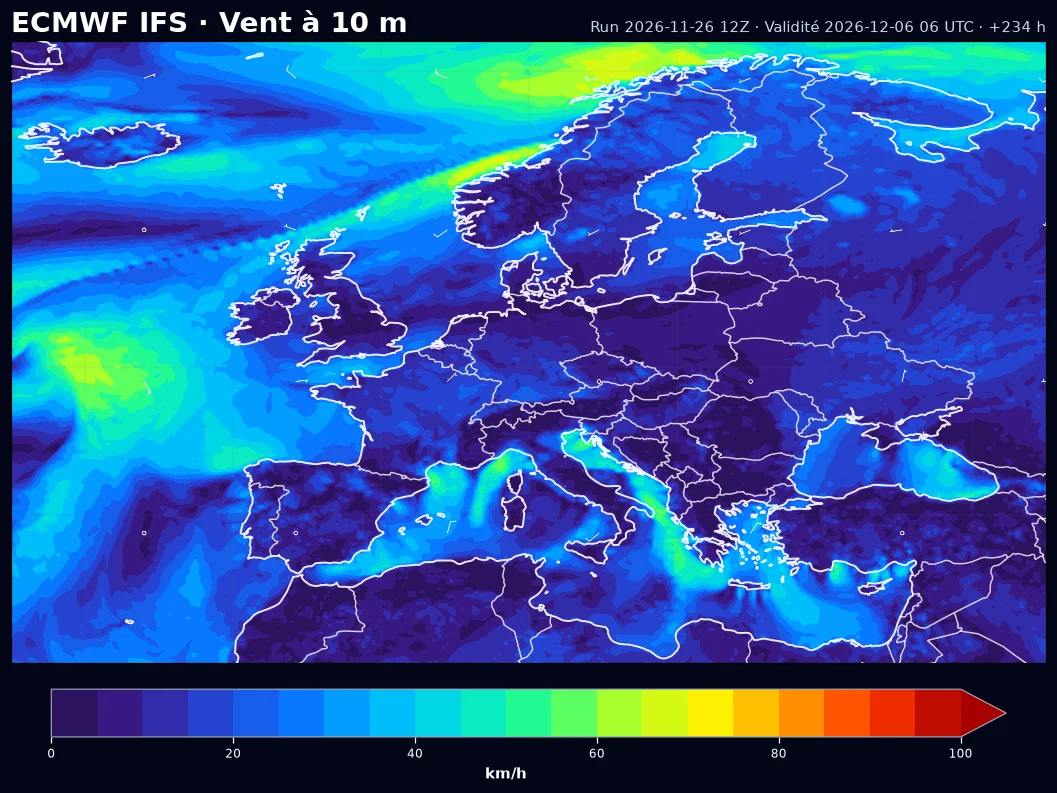 ECMWF IFS · Vent à 10 m
Run 2026-11-26 12Z · Validité 2026-12-06 06 UTC · +234 h
0 20 40 60 80 100
km/h